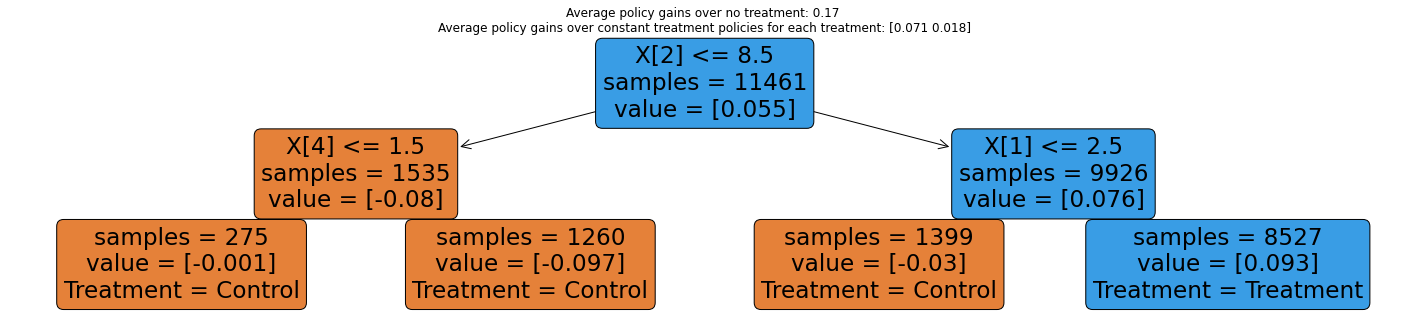 Average policy gains over no treatment: 0.17
Average policy gains over constant treatment policies for each treatment: [0.071 0.018]
X[2] <= 8.5
samples = 11461
value = [0.055]
X[4] <= 1.5
samples = 1535
value = [-0.08]
X[1] <= 2.5
samples = 9926
value = [0.076]
samples = 275
value = [-0.001]
Treatment = Control
samples = 1260
value = [-0.097]
Treatment = Control
samples = 1399
value = [-0.03]
Treatment = Control
samples = 8527
value = [0.093]
Treatment = Treatment